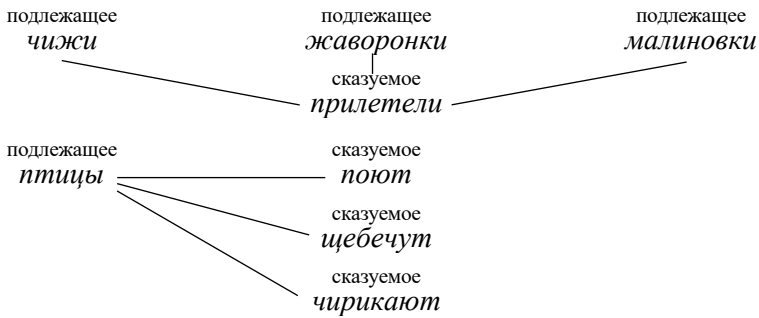 подлежащее подлежащее подлежащее
чижи жаворонки малиновки
сказуемое
прилетели
подлежащее сказуемое
птицы поют
сказуемое
щебечут
сказуемое
чирикают